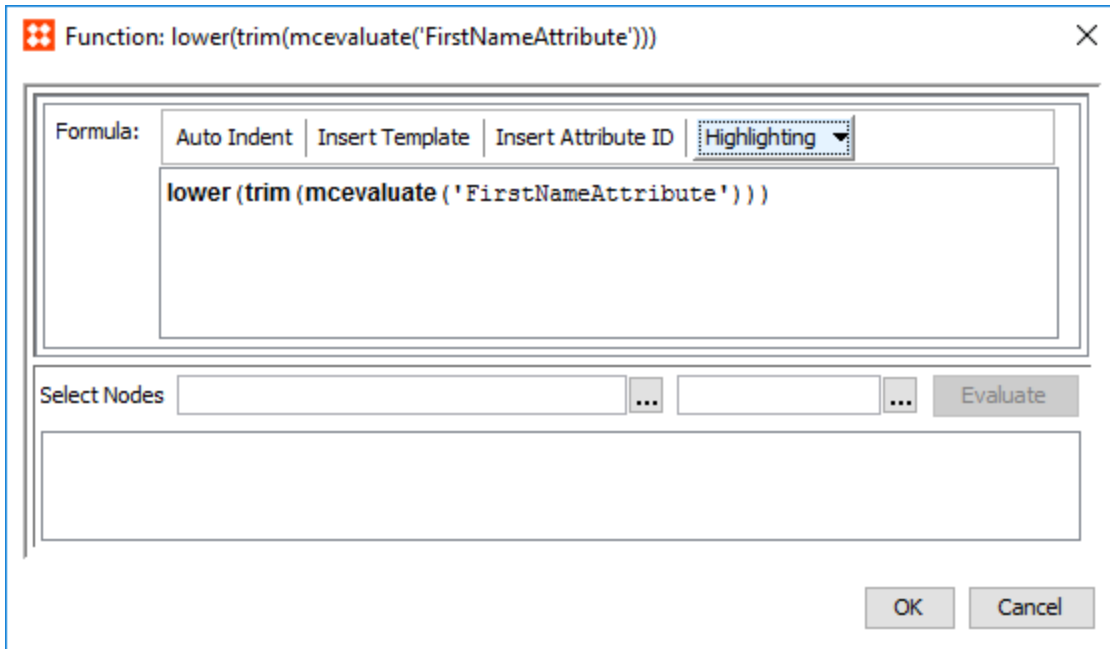 Function: lower(trim(mcevaluate('FirstNameAttribute')))
Formula: Auto Indent Insert Template Insert Attribute ID Highlighting
lower(trim(mcevaluate('FirstNameAttribute')))
Select Nodes ... ... Evaluate
OK Cancel